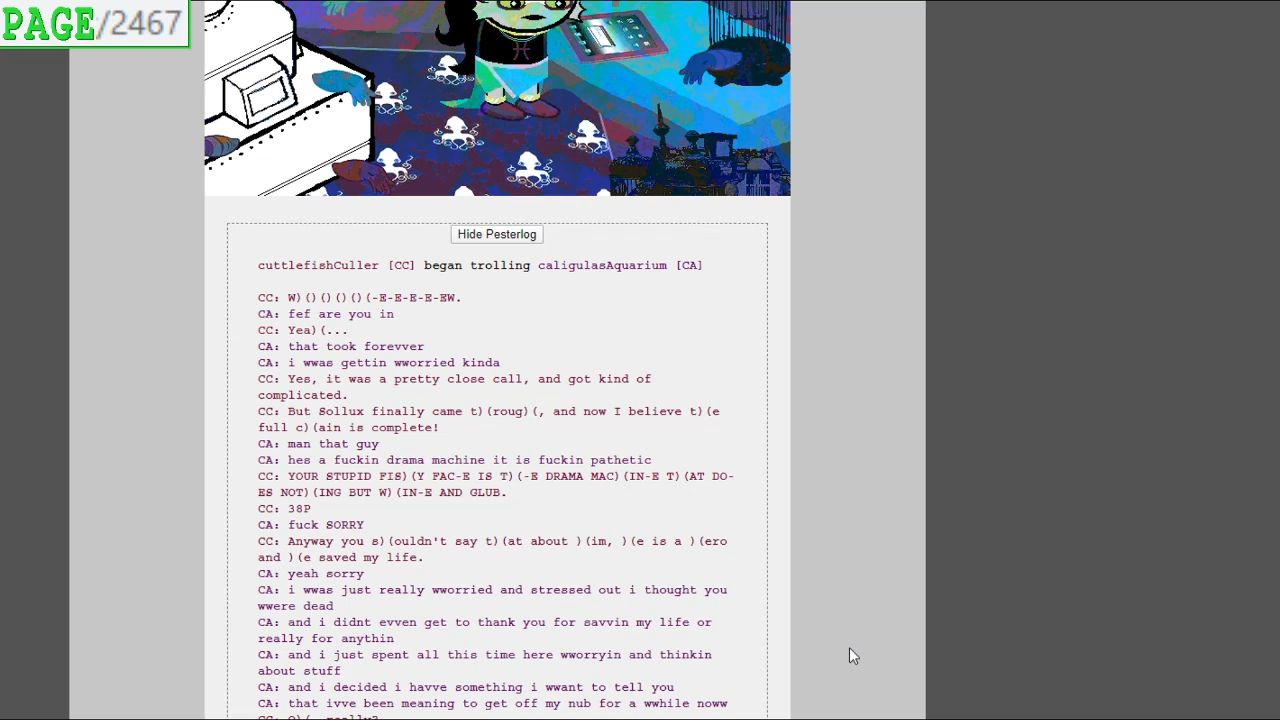 PAGE/2467
Hide Pesterlog
cuttlefishCuller [CC] began trolling caligulasAquarium [CA]
CC: W)()()()()(-E-E-E-E-EW.
CA: fef are you in
CC: Yea)(...
CA: that took forevver
CA: i wwas gettin wworried kinda
CC: Yes, it was a pretty close call, and got kind of
complicated.
CC: But Sollux finally came t)(roug)(, and now I believe t)(e
full c)(ain is complete!
CA: man that guy
CA: hes a fuckin drama machine it is fuckin pathetic
CC: YOUR STUPID FIS)(Y FAC-E IS T)(-E DRAMA MAC)(IN-E T)(AT DO-
ES NOT)(ING BUT W)(IN-E AND GLUB.
CC: 38P
CA: fuck SORRY
CC: Anyway you s)(ouldn't say t)(at about )(im, )(e is a )(ero
and )(e saved my life.
CA: yeah sorry
CA: i wwas just really wworried and stressed out i thought you
wwere dead
CA: and i didnt evven get to thank you for savvin my life or
really for anythin
CA: and i just spent all this time here wworryin and thinkin
about stuff
CA: and i decided i havve something i wwant to tell you
CA: that ivve been meaning to get off my nub for a wwhile noww
CC: O)(, really?